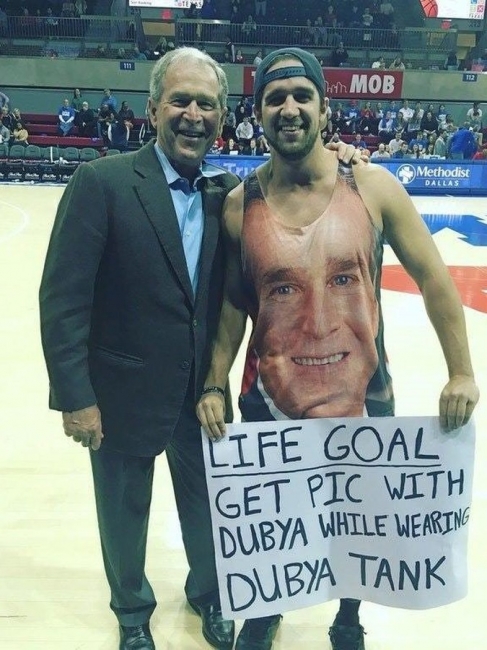 111
MOB
112
Methodist
DALLAS
LIFE GOAL
GET PIC WITH
DUBYA WHILE WEARING
DUBYA TANK